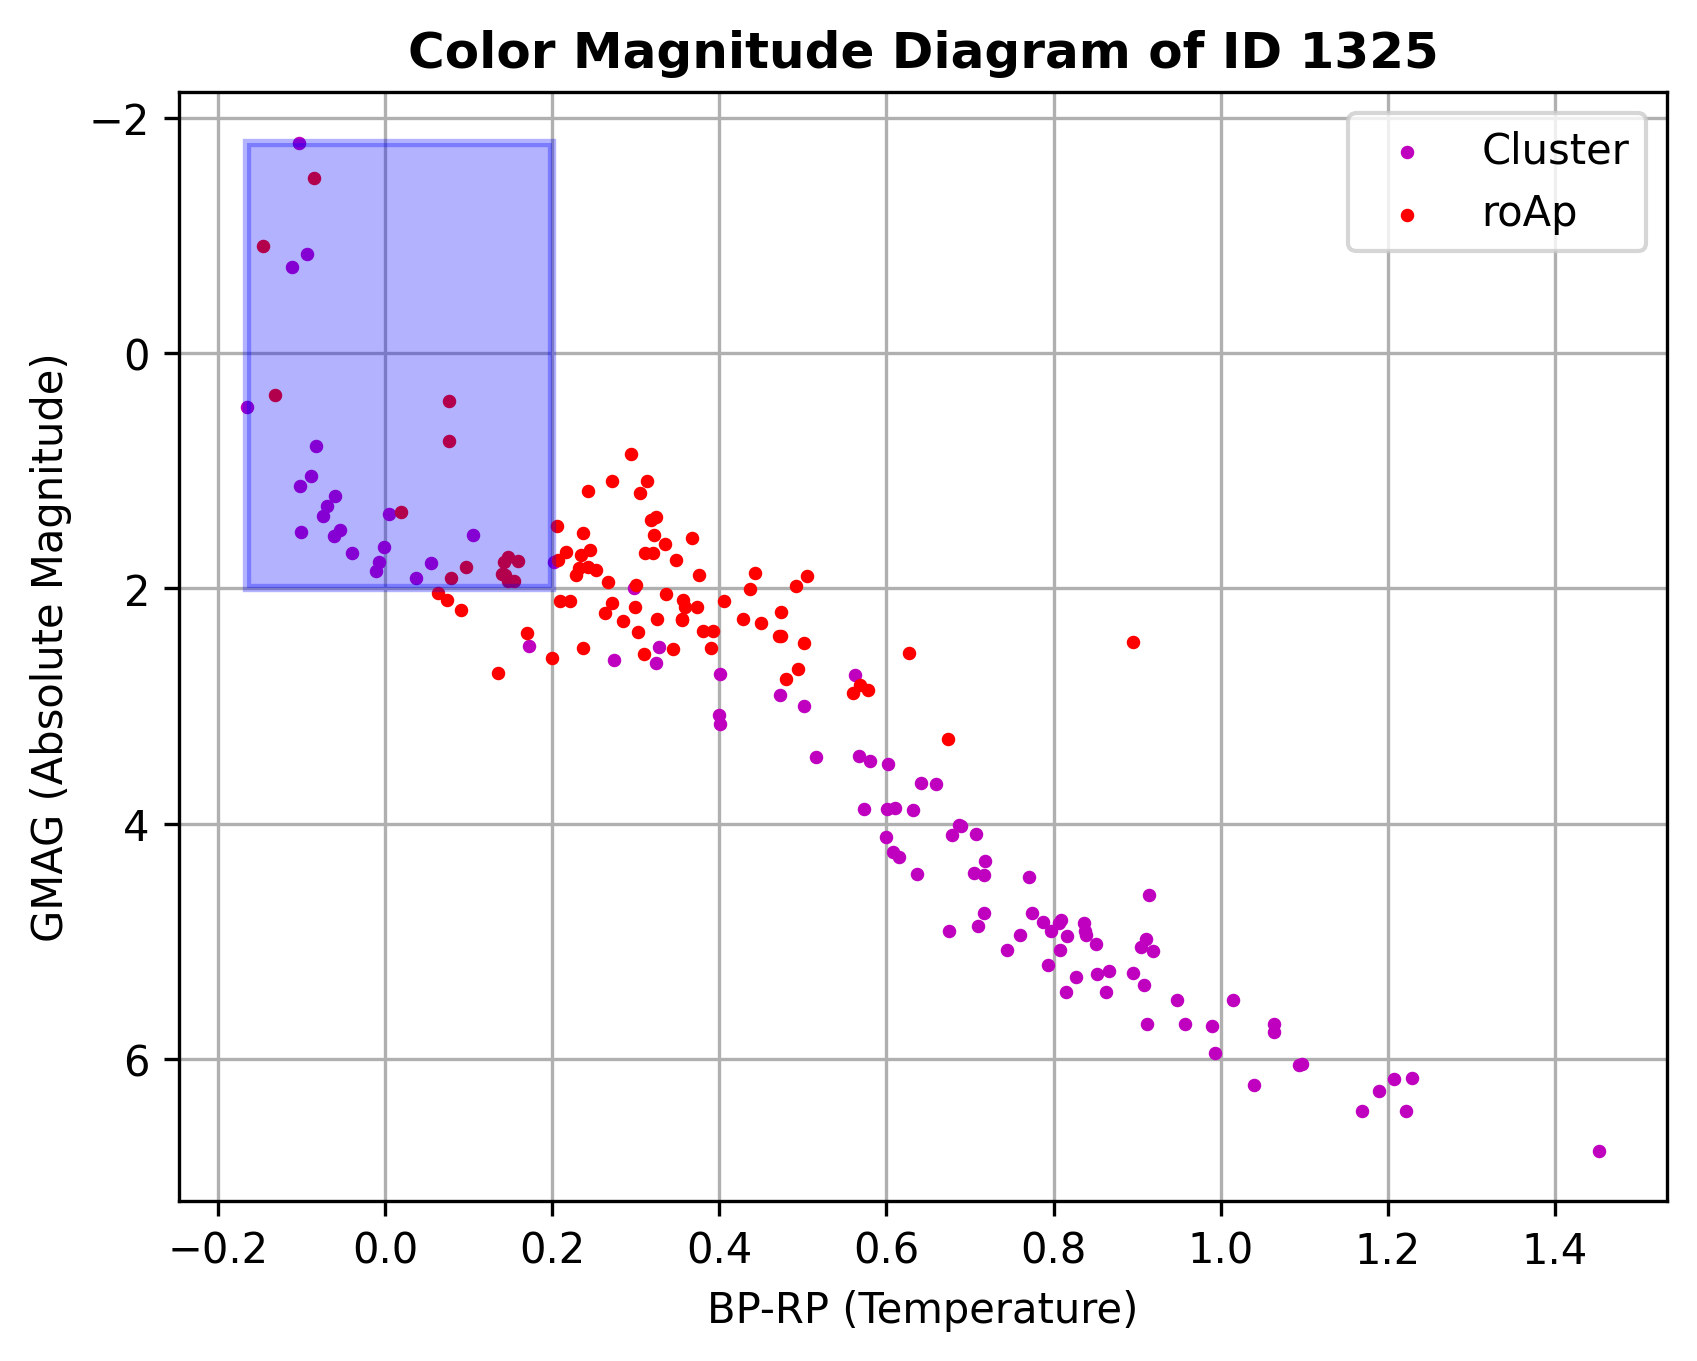 Color Magnitude Diagram of ID 1325
Cluster
roAp
GMAG (Absolute Magnitude)
−2
0
2
4
6
−0.2 0.0 0.2 0.4 0.6 0.8 1.0 1.2 1.4
BP-RP (Temperature)